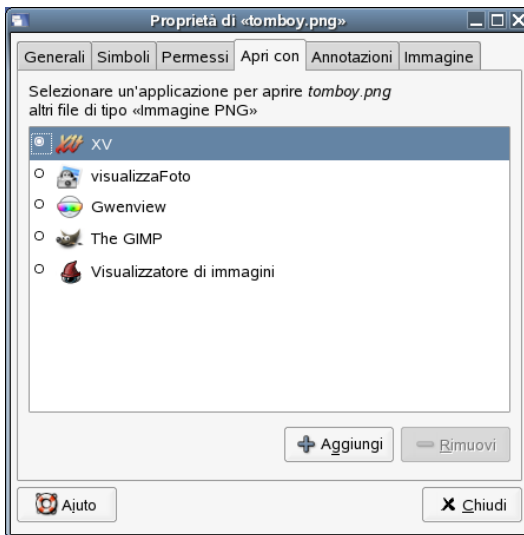 Proprietà di «tomboy.png»
Generali Simboli Permessi Apri con Annotazioni Immagine
Selezionare un'applicazione per aprire tomboy.png
altri file di tipo «Immagine PNG»
XV
visualizzaFoto
Gwenview
The GIMP
Visualizzatore di immagini
Aggiungi Rimuovi
Aiuto Chiudi